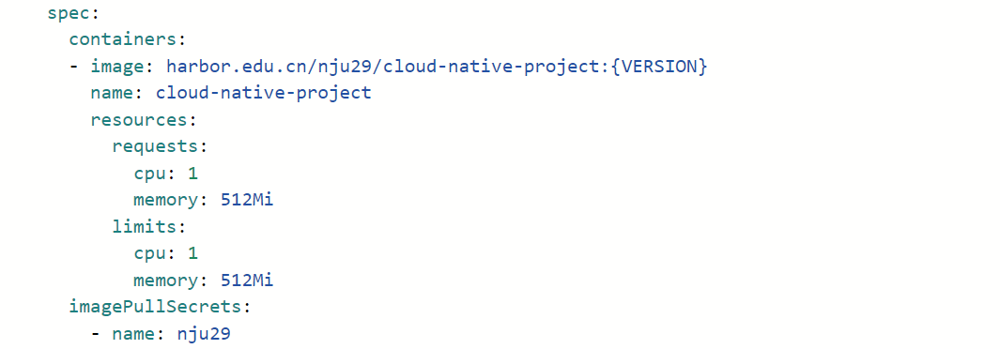 spec:
containers:
- image: harbor.edu.cn/nju29/cloud-native-project:{VERSION}
name: cloud-native-project
resources:
requests:
cpu: 1
memory: 512Mi
limits:
cpu: 1
memory: 512Mi
imagePullSecrets:
- name: nju29